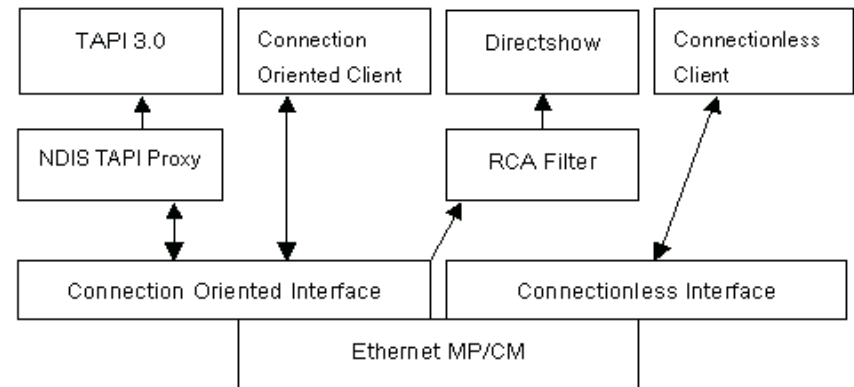 TAPI 3.0
Connection
Oriented Client
Directshow
Connectionless
Client
NDIS TAPI Proxy
RCA Filter
Connection Oriented Interface
Connectionless Interface
Ethernet MP/CM